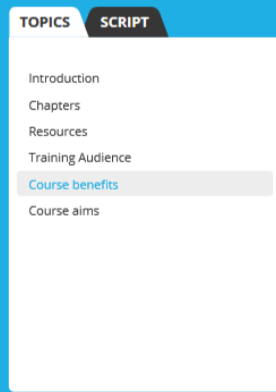 TOPICS SCRIPT
Introduction
Chapters
Resources
Training Audience
Course benefits
Course aims